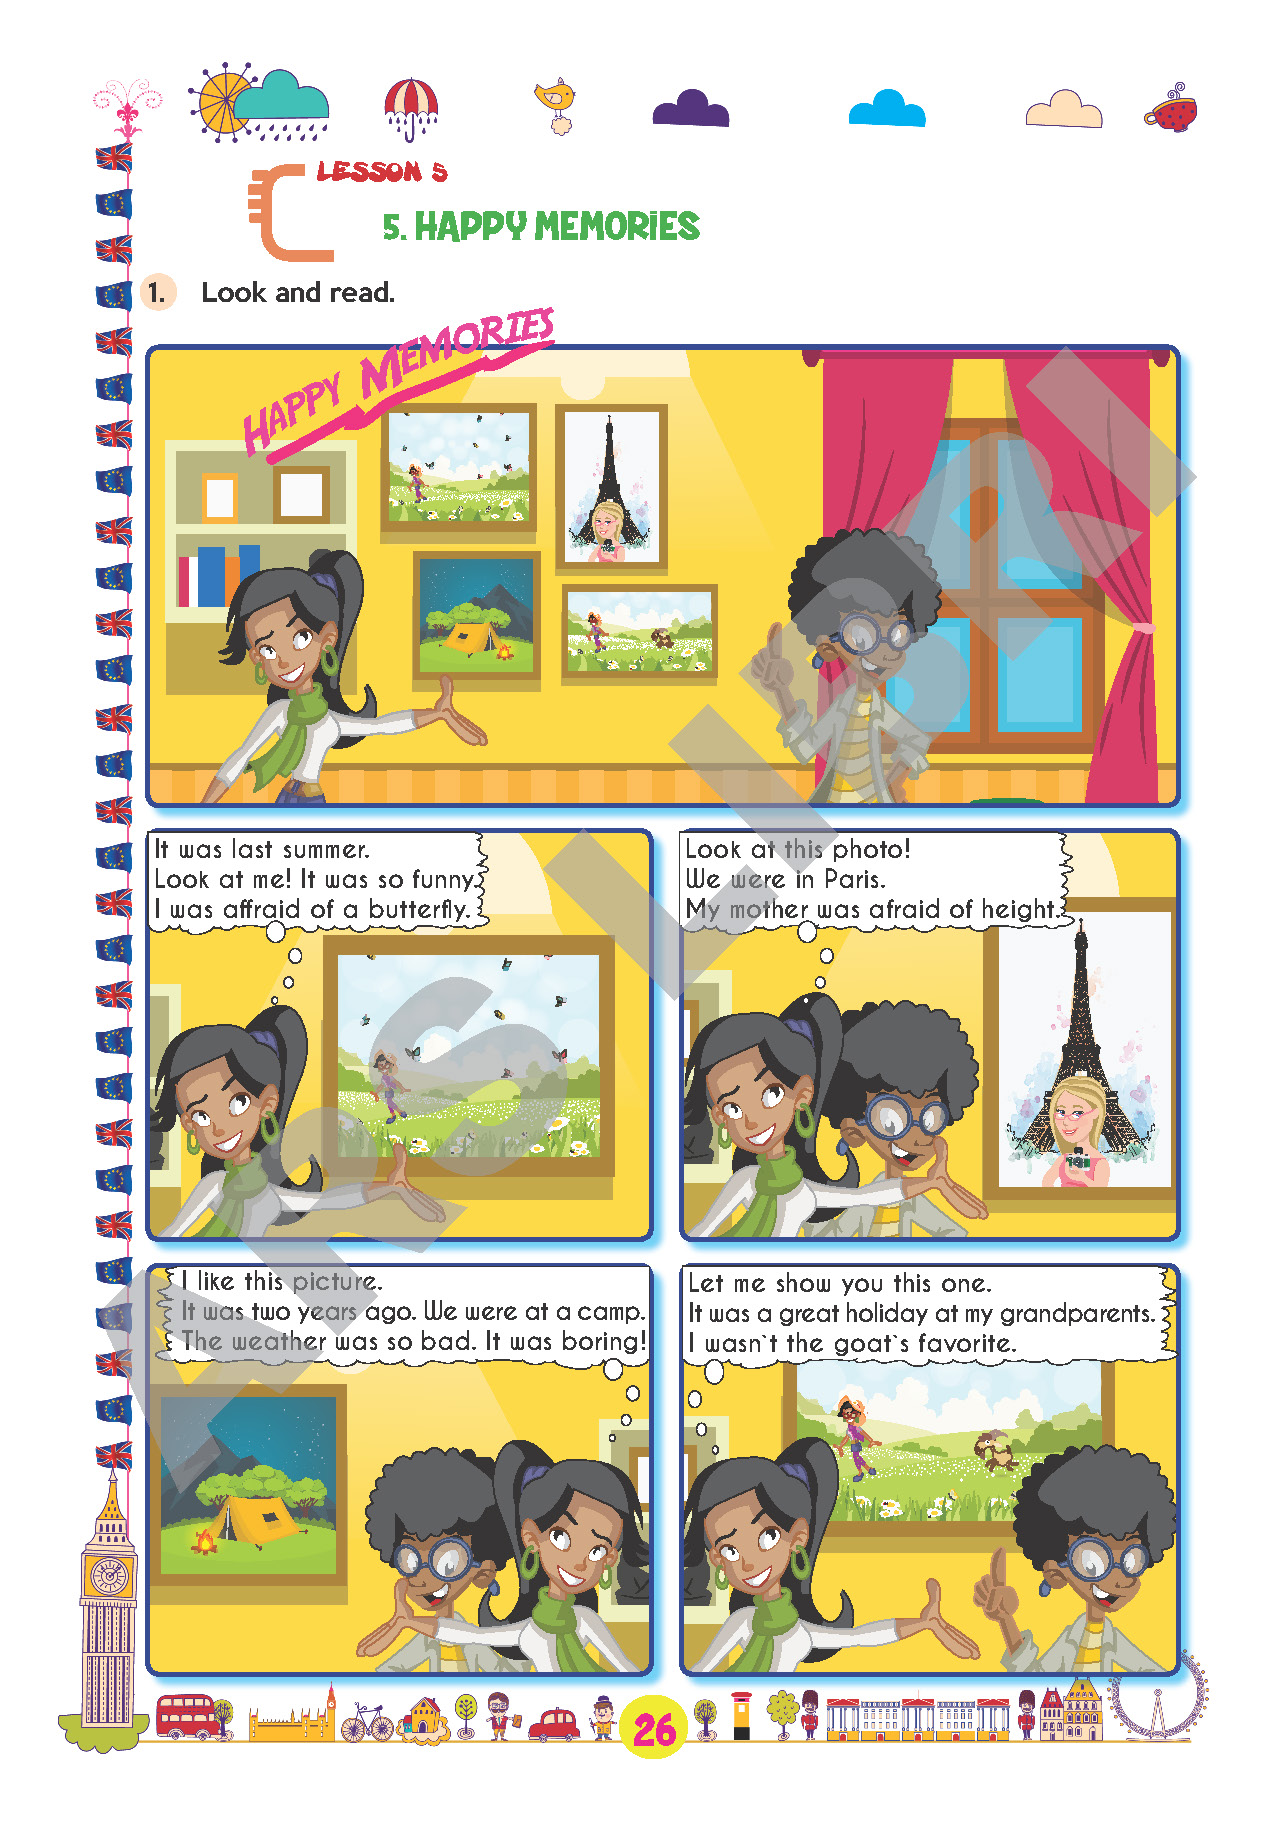 LESSON 5
5. HAPPY MEMORIES
1. Look and read.
HAPPY MEMORIES
It was last summer.
Look at me! It was so funny.
I was affraid of a butterfly.
Look at this photo!
We were in Paris.
My mother was afraid of height.
I like this picture.
It was two years ago. We were at a camp.
The weather was so bad. It was boring!
Let me show you this one.
It was a great holiday at my grandparents.
I wasn`t the goat`s favorite.
26